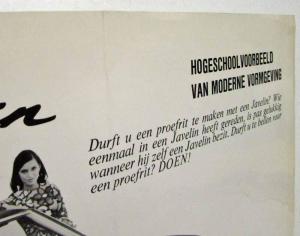 HOGESCHOOLVOORBEELD
VAN MODERNE VORMGEVING
Durft u een proefrit te maken met een Javelin? Wie
eenmaal in een Javelin heeft gereden, is pas gelukkig
wanneer hij zelf een Javelin bezit. Durft u te bellen voor
een proefrit? DOEN!